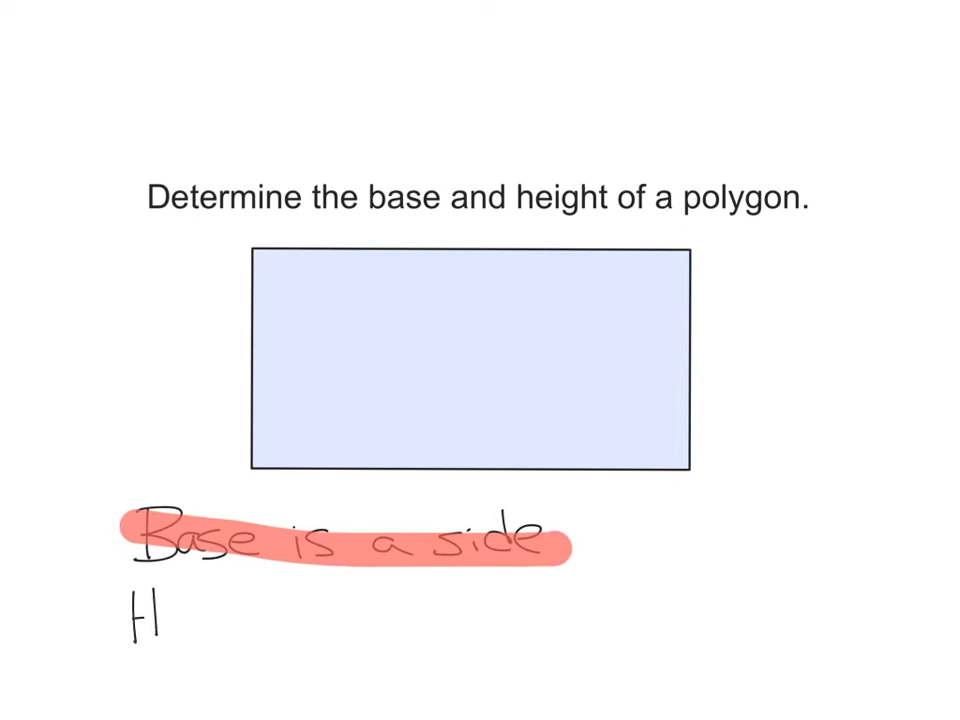 Determine the base and height of a polygon.
Base is a side
H